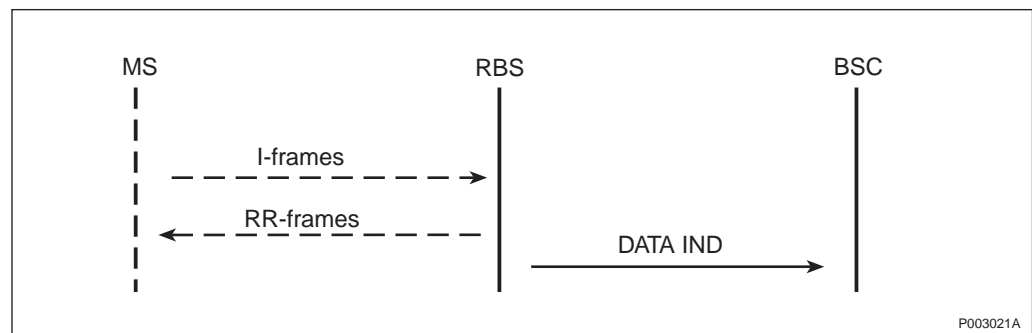 MS RBS BSC
I-frames
RR-frames
DATA IND
P003021A